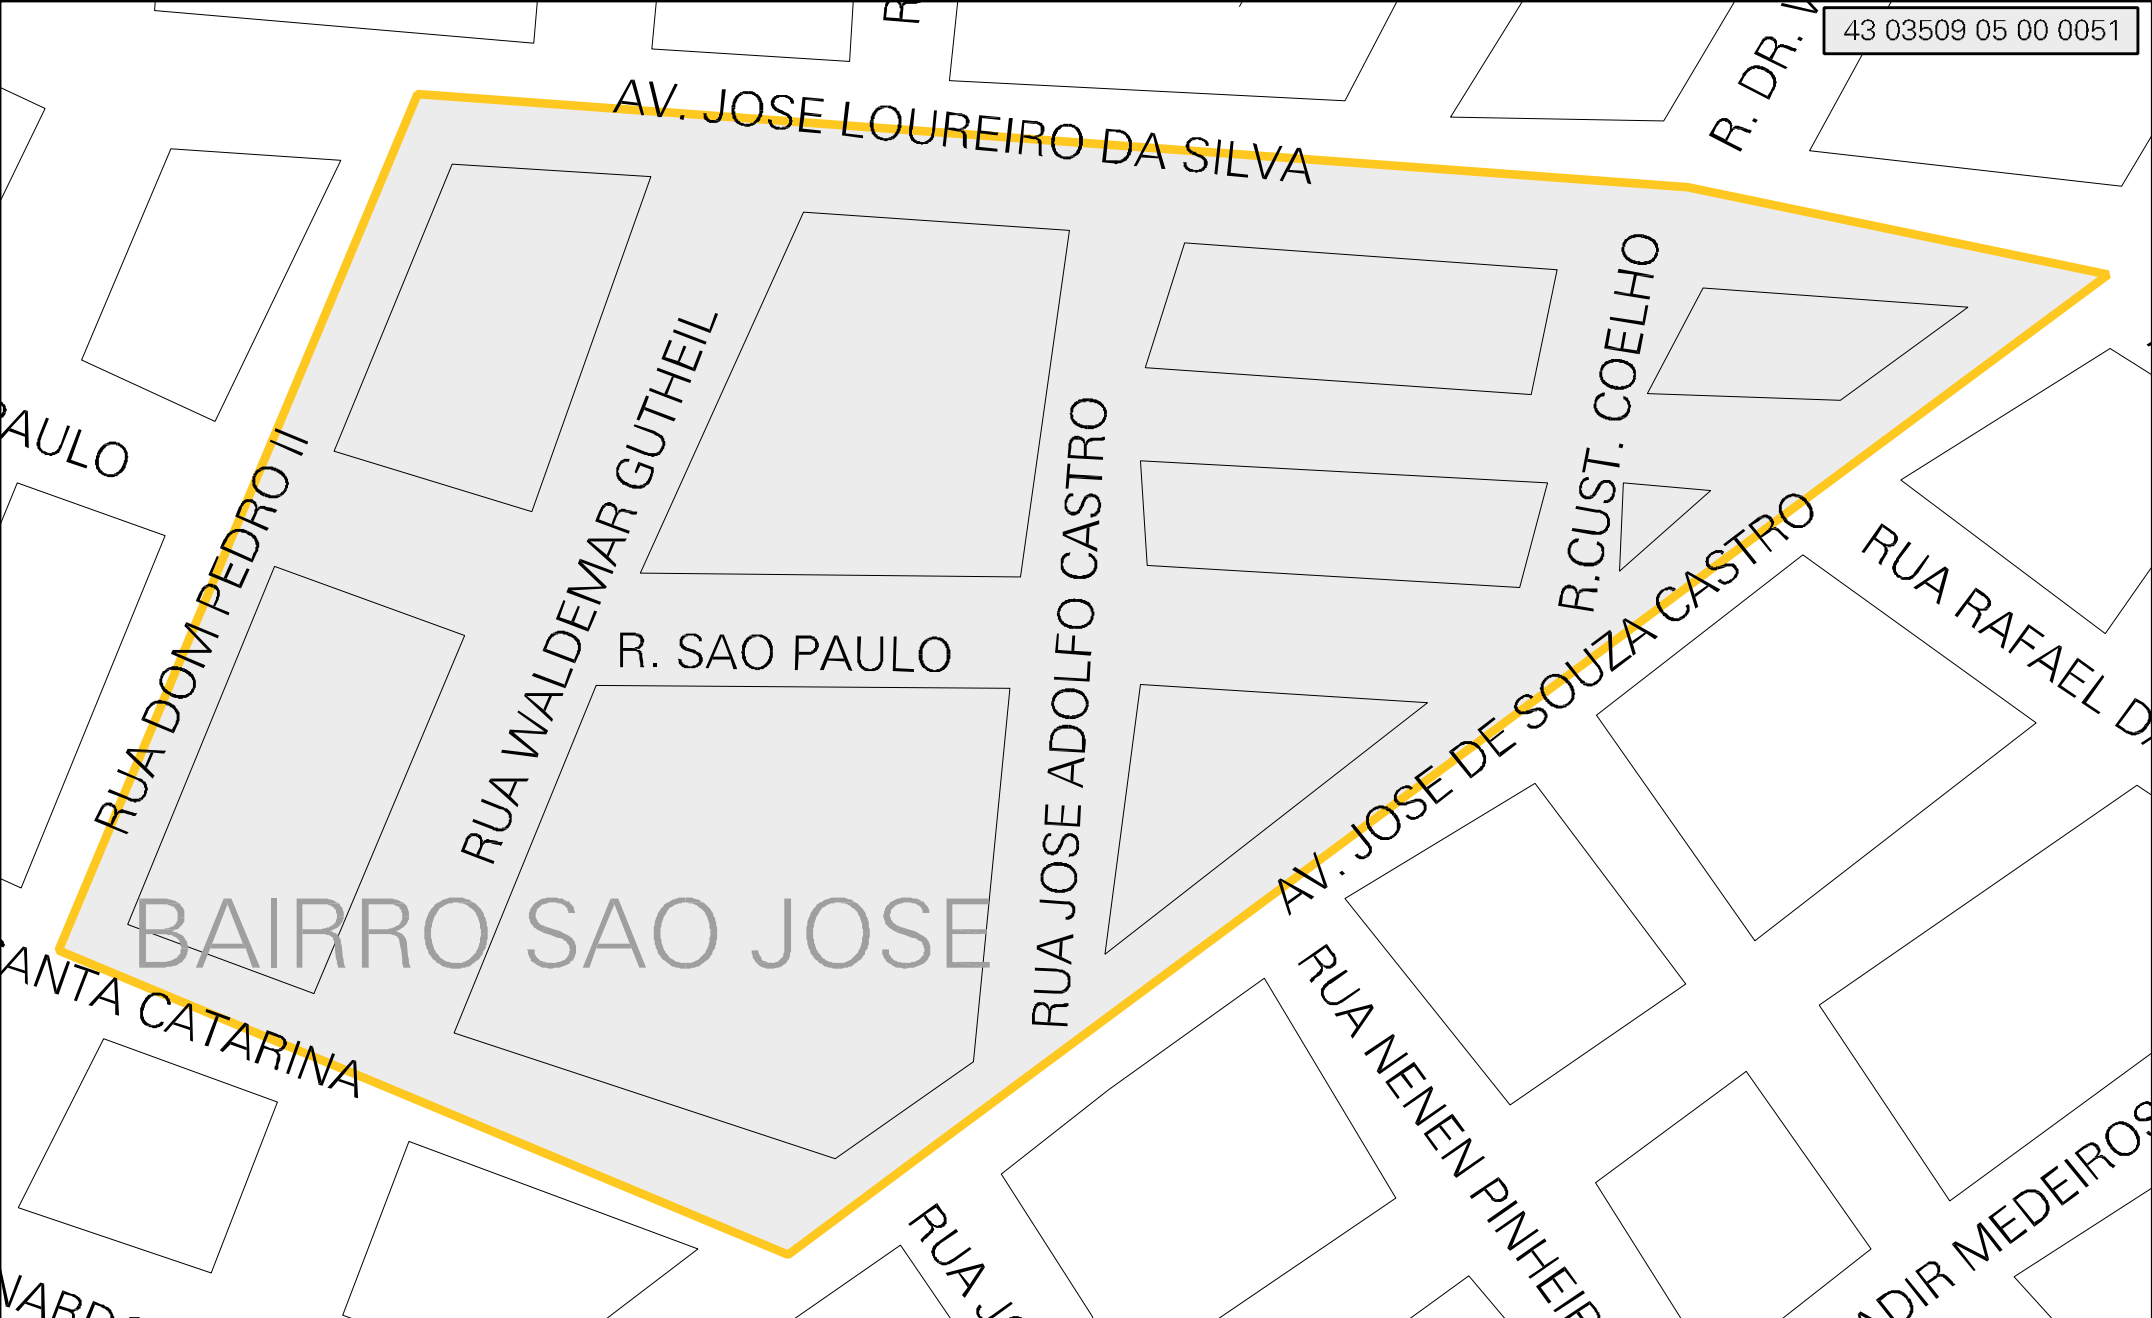 43 03509 05 00 0051
R. DR.
AV. JOSE LOUREIRO DA SILVA
R.CUST. COELHO
RUA WALDEMAR GUTHEIL
RUA JOSE ADOLFO CASTRO
RUA DOM PEDRO II
AULO
R. SAO PAULO
AV. JOSE DE SOUZA CASTRO
RUA RAFAEL
BAIRRO SAO JOSE
ANTA CATARINA
RUA NENEN PINHEIR
RUA
ADIR MEDEIROS